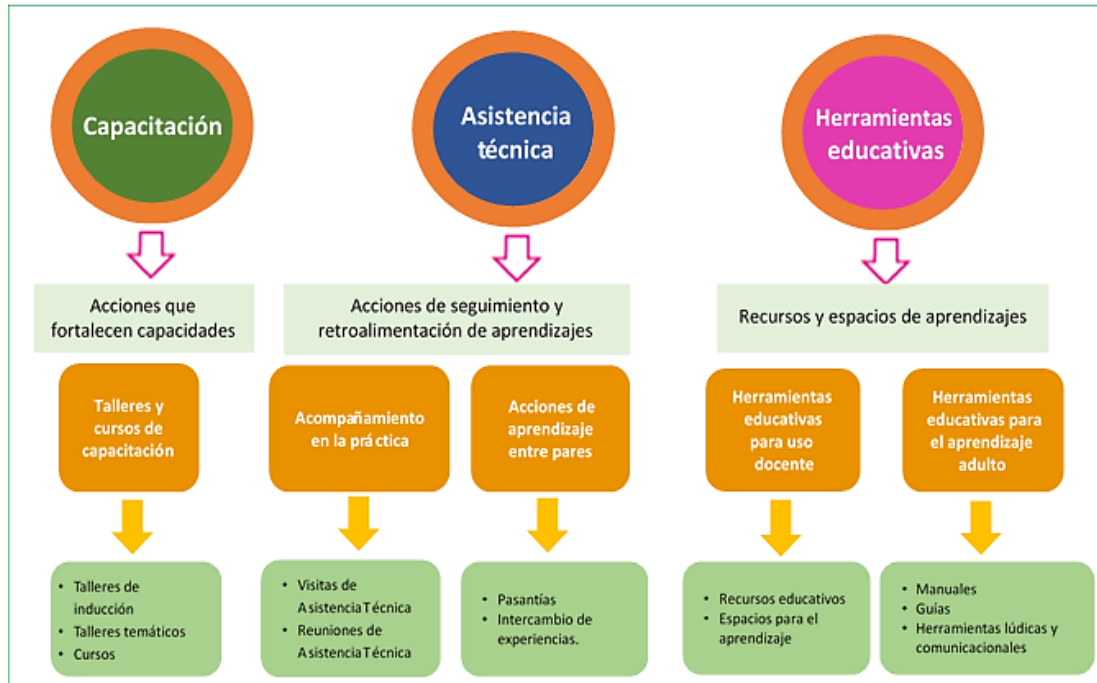 Capacitación
Asistencia
técnica
Herramientas
educativas
Acciones que
fortalecen capacidades
Acciones de seguimiento y
retroalimentación de aprendizajes
Recursos y espacios de aprendizajes
Talleres y
cursos de
capacitación
Acompañamiento
en la práctica
Acciones de
aprendizaje
entre pares
Herramientas
educativas
para uso
docente
Herramientas
educativas para
el aprendizaje
adulto
• Talleres de
inducción
• Talleres temáticos
• Cursos
• Visitas de
Asistencia Técnica
• Reuniones de
Asistencia Técnica
• Pasantías
• Intercambio de
experiencias.
• Recursos educativos
• Espacios para el
aprendizaje
• Manuales
• Guías
• Herramientas lúdicas y
comunicacionales